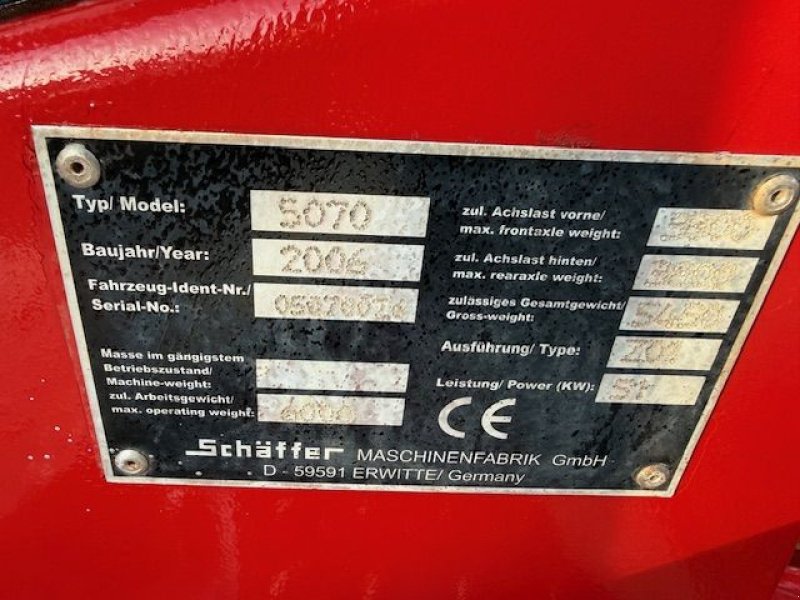 Typ/ Model: 5070
Baujahr/Year: 2006
Fahrzeug-Ident-Nr./
Serial-No.:
Masse im gängigstem
Betriebszustand/
Machine-weight:
zul. Arbeitsgewicht/
max. operating weight: 6000
zul. Achslast vorne/
max. frontaxle weight:
zul. Achslast hinten/
max. rearaxle weight:
zulässiges Gesamtgewicht/
Gross-weight:
Ausführung/ Type:
Leistung/ Power (KW):
CE
Schäffer MASCHINENFABRIK GmbH
D - 59591 ERWITTE/ Germany